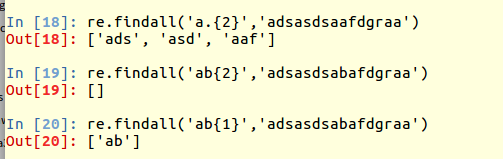 In [18]: re.findall('a.{2}','adsasdsaafdgraa')
Out[18]: ['ads', 'asd', 'aaf']
In [19]: re.findall('ab{2}','adsasdsabafdgraa')
Out[19]: []
In [20]: re.findall('ab{1}','adsasdsabafdgraa')
Out[20]: ['ab']